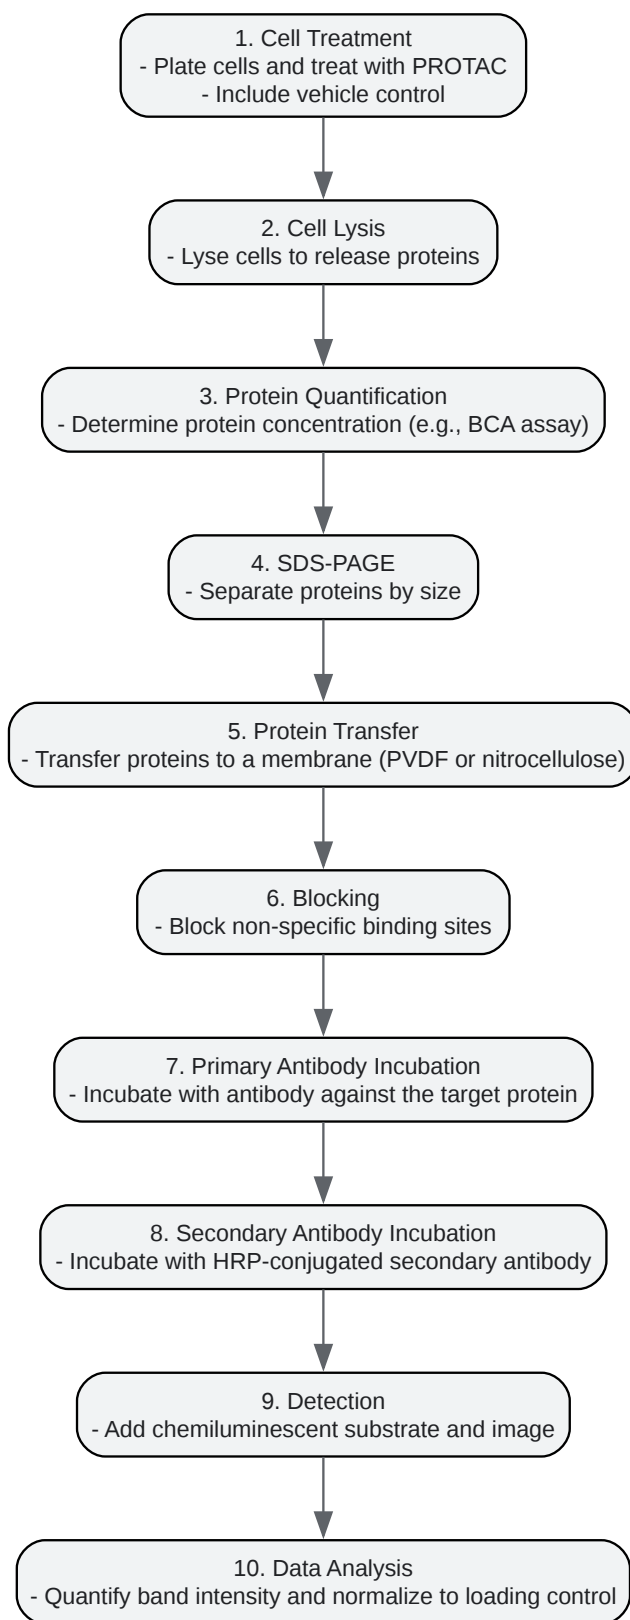 1. Cell Treatment
- Plate cells and treat with PROTAC
- Include vehicle control
2. Cell Lysis
- Lyse cells to release proteins
3. Protein Quantification
- Determine protein concentration (e.g., BCA assay)
4. SDS-PAGE
- Separate proteins by size
5. Protein Transfer
- Transfer proteins to a membrane (PVDF or nitrocellulose)
6. Blocking
- Block non-specific binding sites
7. Primary Antibody Incubation
- Incubate with antibody against the target protein
8. Secondary Antibody Incubation
- Incubate with HRP-conjugated secondary antibody
9. Detection
- Add chemiluminescent substrate and image
10. Data Analysis
- Quantify band intensity and normalize to loading control